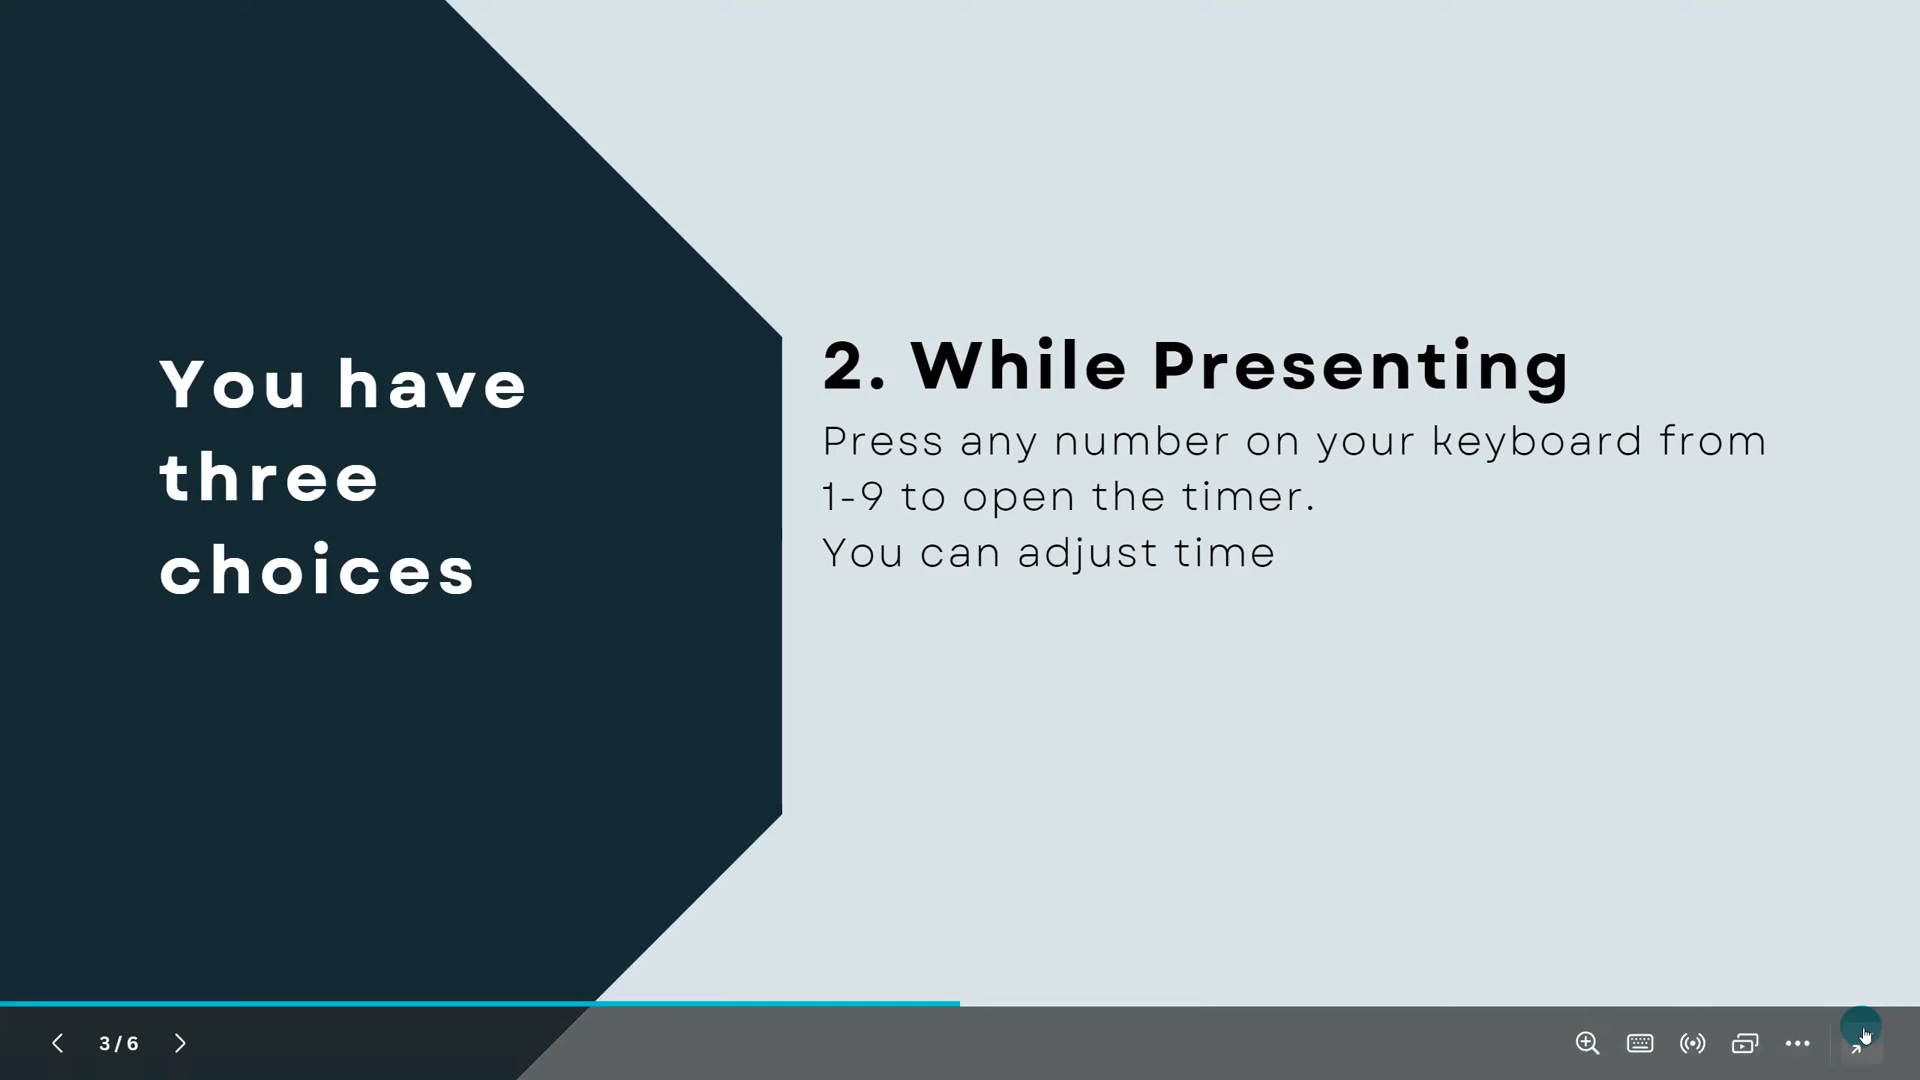 You have
three
choices
2. While Presenting
Press any number on your keyboard from
1-9 to open the timer.
You can adjust time
3 / 6